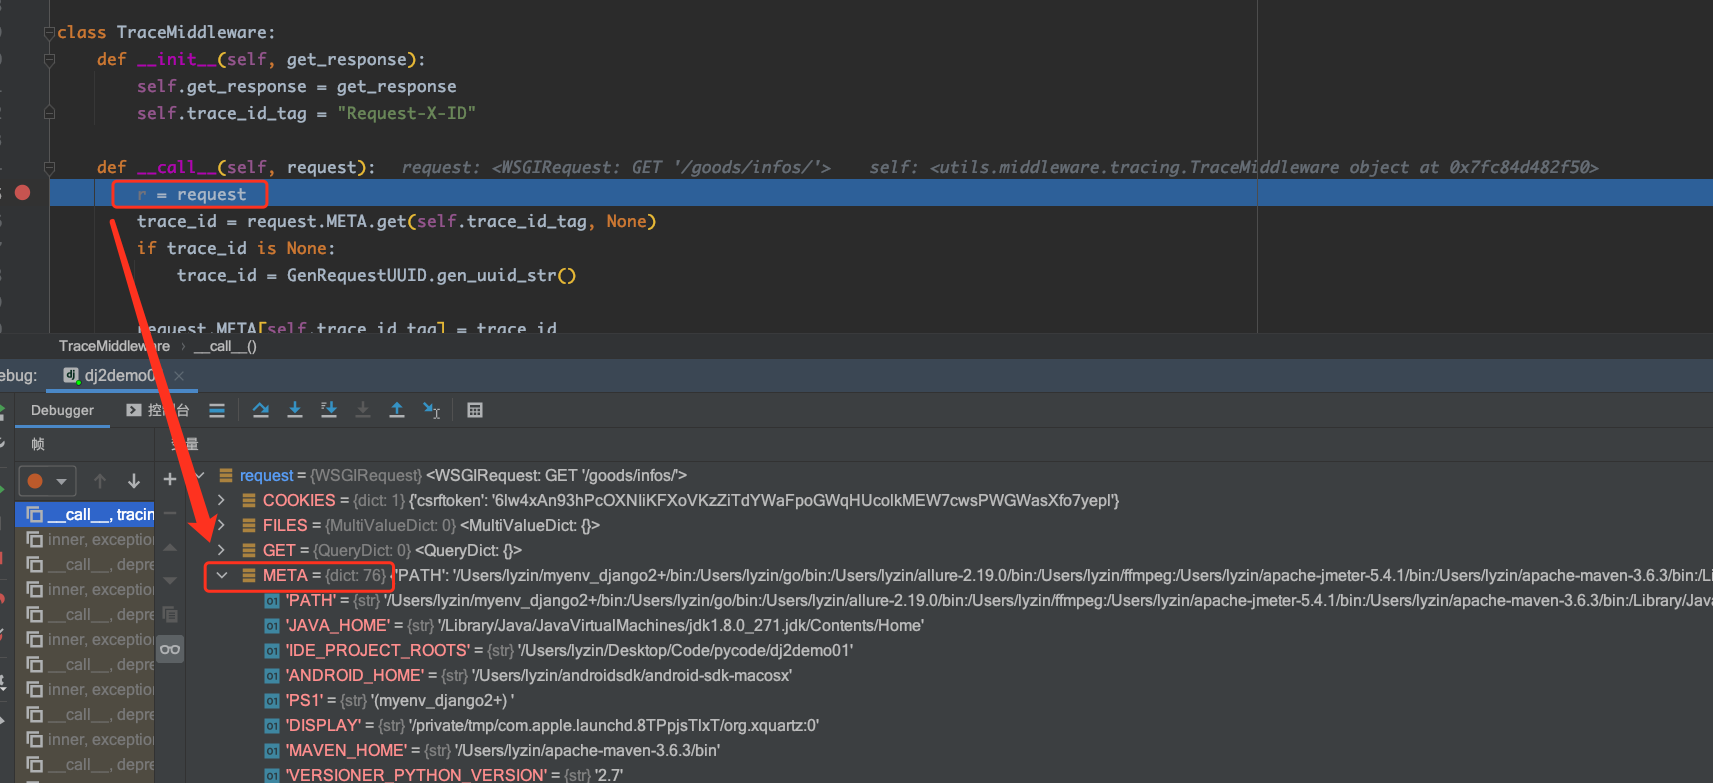 class TraceMiddleware:
def __init__(self, get_response):
self.get_response = get_response
self.trace_id_tag = "Request-X-ID"
def __call__(self, request): request: <WSGIRequest: GET '/goods/infos/'> self: <utils.middleware.tracing.TraceMiddleware object at 0x7fc84d482f50>
r = request
trace_id = request.META.get(self.trace_id_tag, None)
if trace_id is None:
trace_id = GenRequestUUID.gen_uuid_str()
request.META[self.trace_id_tag] = trace_id
TraceMiddleware › __call__()
ebug: dj2demo0
Debugger 控制台
帧 变量
request = {WSGIRequest} <WSGIRequest: GET '/goods/infos/'>
COOKIES = {dict: 1} {'csrftoken': '6lw4xAn93hPcOXNIiKFXoVKzZiTdYWaFpoGWqHUcolkMEW7cwsPWGWasXfo7yepl'}
__call__, tracin
FILES = {MultiValueDict: 0} <MultiValueDict: {}>
inner, exceptio
GET = {QueryDict: 0} <QueryDict: {}>
__call__, depre
META = {dict: 76} {'PATH': '/Users/lyzin/myenv_django2+/bin:/Users/lyzin/go/bin:/Users/lyzin/allure-2.19.0/bin:/Users/lyzin/ffmpeg:/Users/lyzin/apache-jmeter-5.4.1/bin:/Users/lyzin/apache-maven-3.6.3/bin:/Li
inner, exceptio
'PATH' = {str} '/Users/lyzin/myenv_django2+/bin:/Users/lyzin/go/bin:/Users/lyzin/allure-2.19.0/bin:/Users/lyzin/ffmpeg:/Users/lyzin/apache-jmeter-5.4.1/bin:/Users/lyzin/apache-maven-3.6.3/bin:/Library/Java
__call__, depre
'JAVA_HOME' = {str} '/Library/Java/JavaVirtualMachines/jdk1.8.0_271.jdk/Contents/Home'
inner, exceptio
'IDE_PROJECT_ROOTS' = {str} '/Users/lyzin/Desktop/Code/pycode/dj2demo01'
__call__, depre
'ANDROID_HOME' = {str} '/Users/lyzin/androidsdk/android-sdk-macosx'
inner, exceptio
'PS1' = {str} '(myenv_django2+) '
__call__, depre
'DISPLAY' = {str} '/private/tmp/com.apple.launchd.8TPpjsTlxT/org.xquartz:0'
inner, exceptio
'MAVEN_HOME' = {str} '/Users/lyzin/apache-maven-3.6.3/bin'
__call__, depre
'VERSIONER_PYTHON_VERSION' = {str} '2.7'